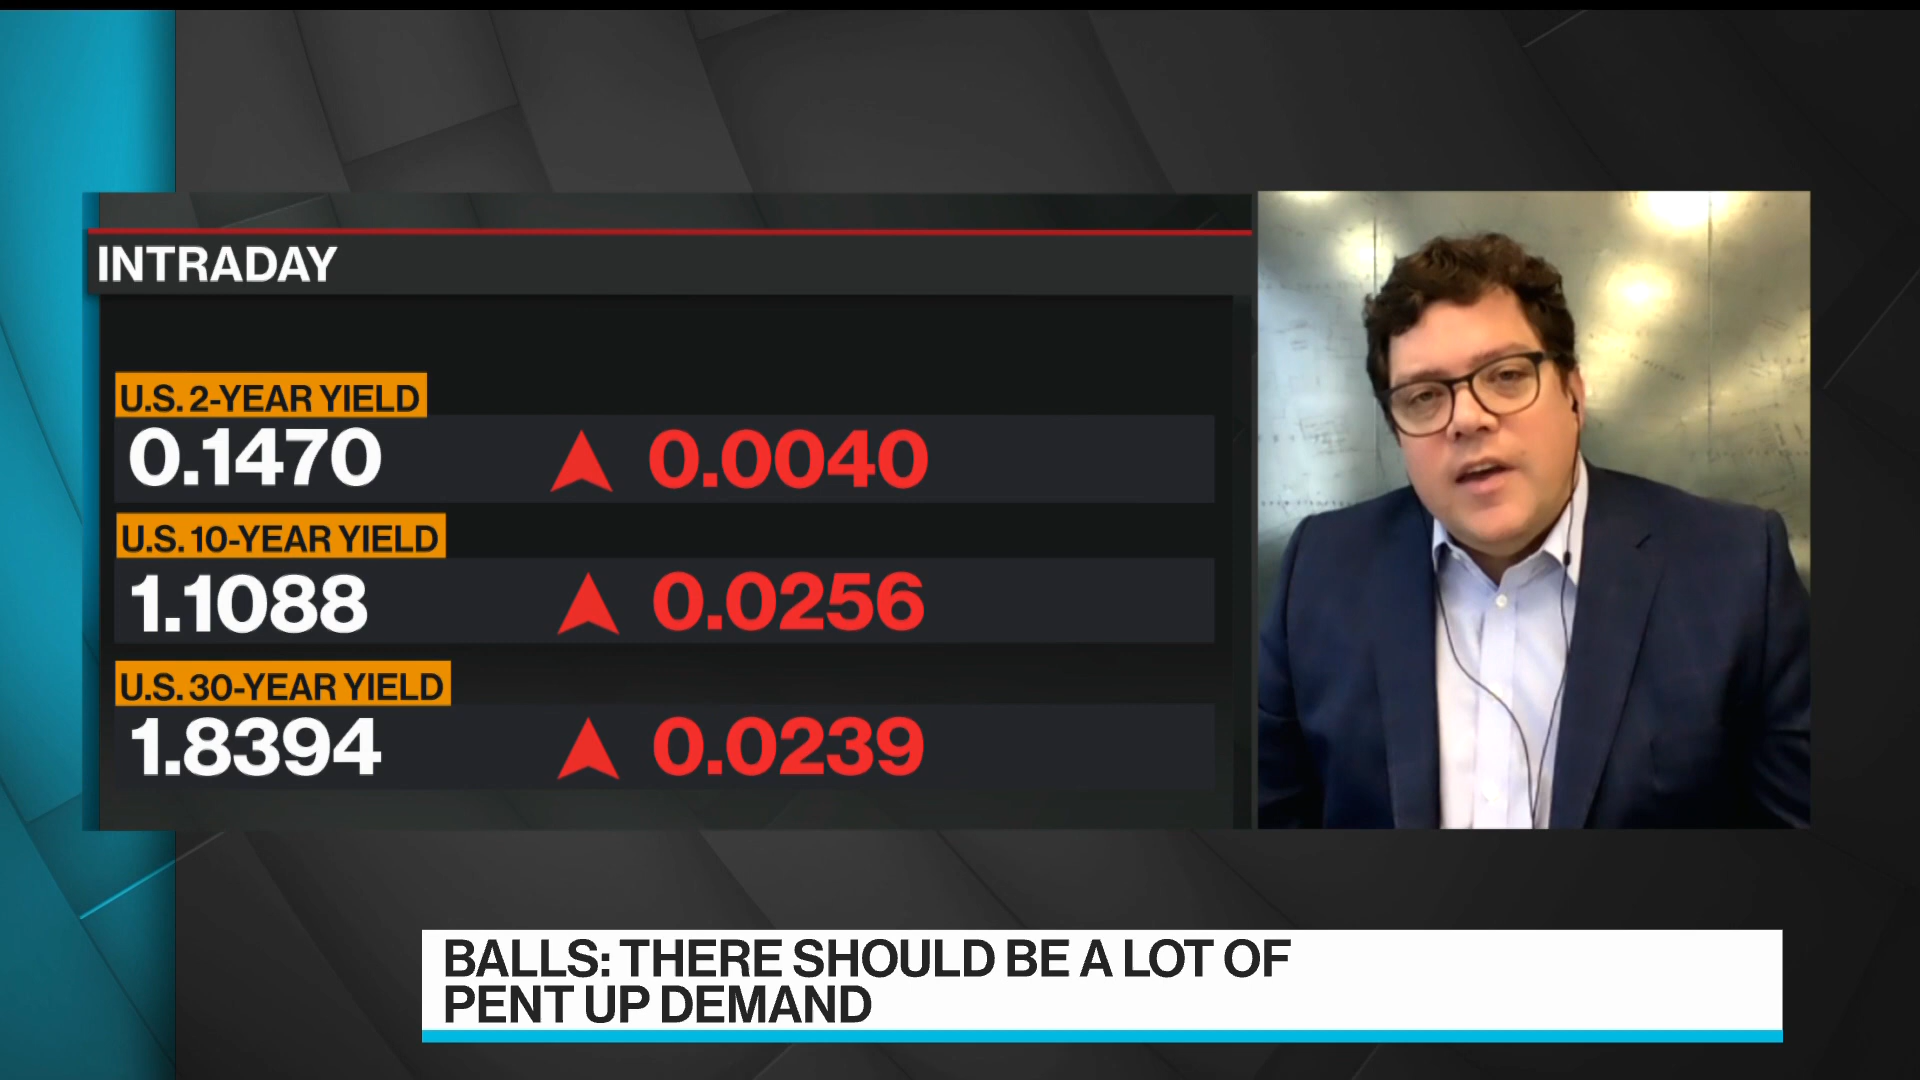 INTRADAY
U.S. 2-YEAR YIELD
0.1470 ▲ 0.0040
U.S. 10-YEAR YIELD
1.1088 ▲ 0.0256
U.S. 30-YEAR YIELD
1.8394 ▲ 0.0239
BALLS: THERE SHOULD BE A LOT OF
PENT UP DEMAND